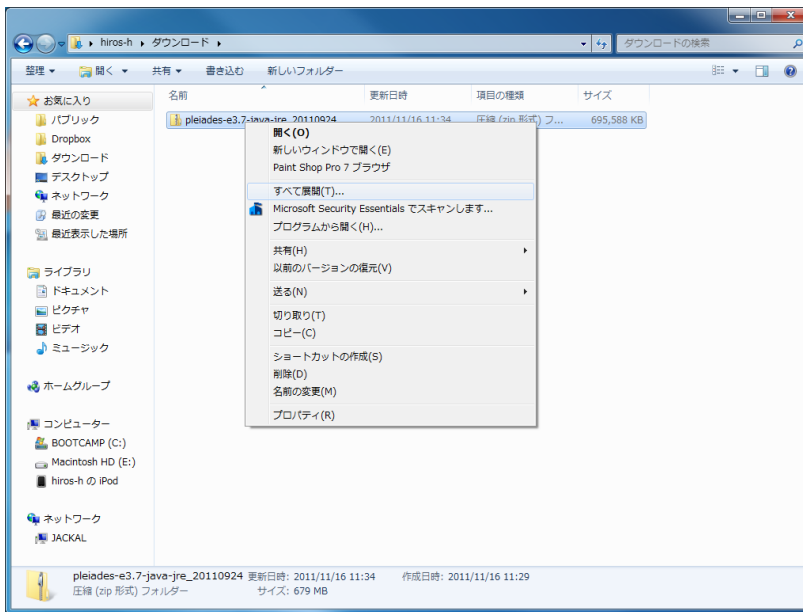 hiros-h ▸ ダウンロード ▸
ダウンロードの検索
整理 開く 共有 書き込む 新しいフォルダー
お気に入り
パブリック
Dropbox
ダウンロード
デスクトップ
ネットワーク
最近の変更
最近表示した場所
ライブラリ
ドキュメント
ピクチャ
ビデオ
ミュージック
ホームグループ
コンピューター
BOOTCAMP (C:)
Macintosh HD (E:)
hiros-h の iPod
ネットワーク
JACKAL
名前 更新日時 項目の種類 サイズ
pleiades-e3.7-java-jre_20110924 2011/11/16 11:34 圧縮 (zip 形式) フ... 695,588 KB
開く(O)
新しいウィンドウで開く(E)
Paint Shop Pro 7 ブラウザ
すべて展開(T)...
Microsoft Security Essentials でスキャンします...
プログラムから開く(H)...
共有(H)
以前のバージョンの復元(V)
送る(N)
切り取り(T)
コピー(C)
ショートカットの作成(S)
削除(D)
名前の変更(M)
プロパティ(R)
pleiades-e3.7-java-jre_20110924 更新日時: 2011/11/16 11:34 作成日時: 2011/11/16 11:29
圧縮 (zip 形式) フォルダー サイズ: 679 MB